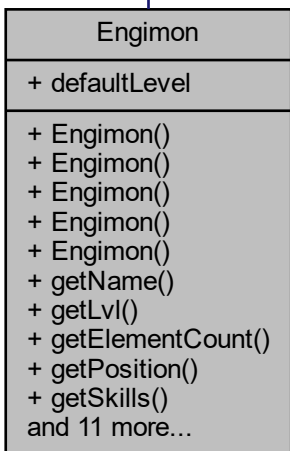 Engimon
+ defaultLevel
+ Engimon()
+ Engimon()
+ Engimon()
+ Engimon()
+ Engimon()
+ getName()
+ getLvl()
+ getElementCount()
+ getPosition()
+ getSkills()
and 11 more...